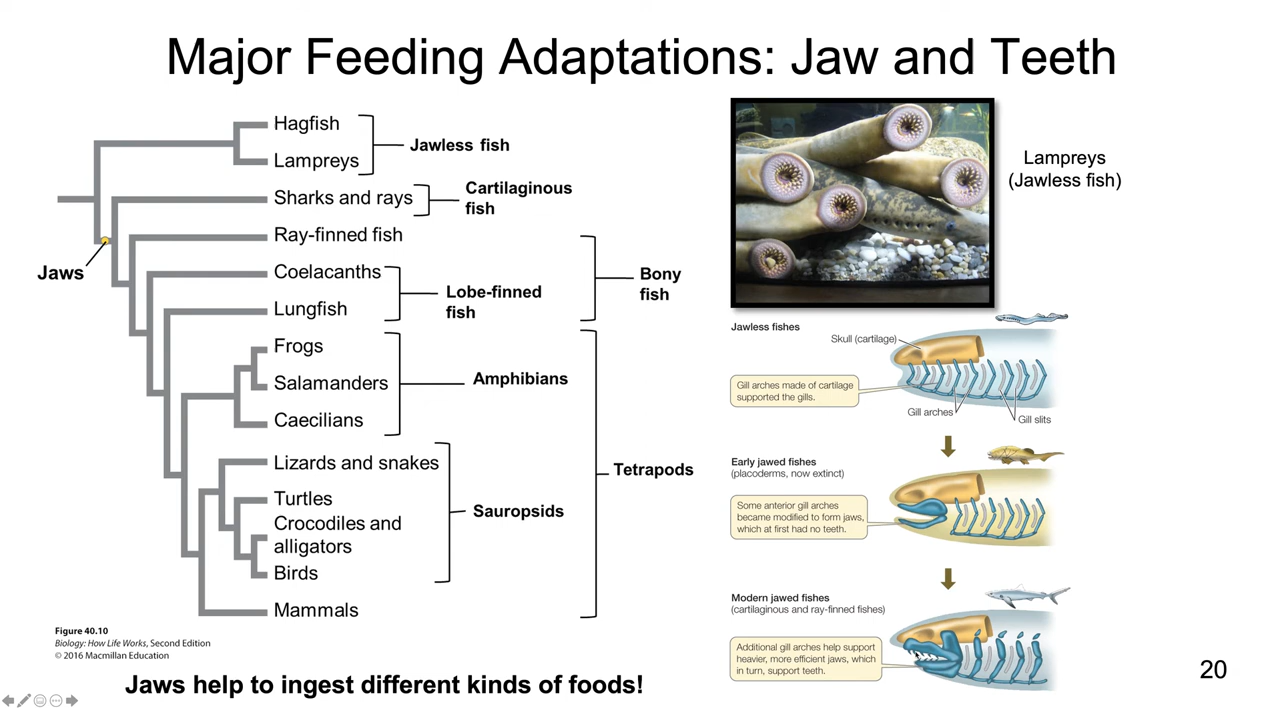 Major Feeding Adaptations: Jaw and Teeth
Hagfish
Lampreys
Jawless fish
Sharks and rays
Cartilaginous
fish
Ray-finned fish
Jaws
Coelacanths
Lungfish
Lobe-finned
fish
Bony
fish
Frogs
Salamanders
Caecilians
Amphibians
Lizards and snakes
Turtles
Crocodiles and
alligators
Birds
Sauropsids
Mammals
Tetrapods
Figure 40.10
Biology: How Life Works, Second Edition
© 2016 Macmillan Education
Jaws help to ingest different kinds of foods!
Lampreys
(Jawless fish)
Jawless fishes
Skull (cartilage)
Gill arches made of cartilage
supported the gills.
Gill arches
Gill slits
Early jawed fishes
(placoderms, now extinct)
Some anterior gill arches
became modified to form jaws,
which at first had no teeth.
Modern jawed fishes
(cartilaginous and ray-finned fishes)
Additional gill arches help support
heavier, more efficient jaws, which
in turn, support teeth.
20